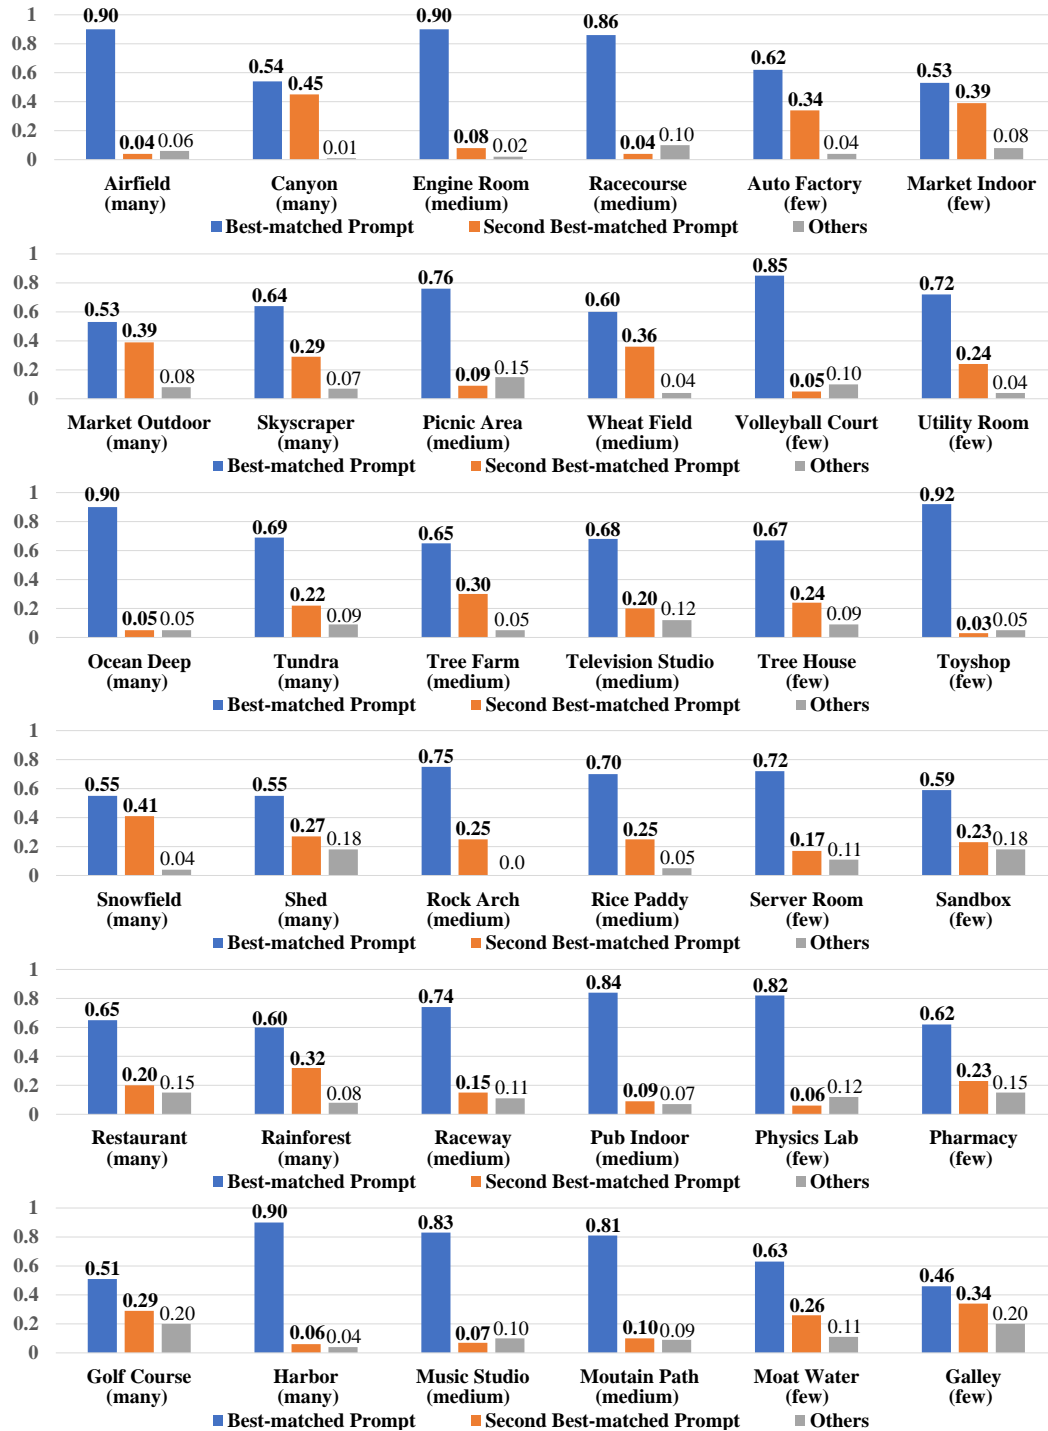 1
0.8
0.6
0.4
0.2
0
0.90 0.04 0.06 0.54 0.45 0.01 0.90 0.08 0.02 0.86 0.04 0.10 0.62 0.34 0.04 0.53 0.39 0.08
Airfield Canyon Engine Room Racecourse Auto Factory Market Indoor
(many) (many) (medium) (medium) (few) (few)
Best-matched Prompt Second Best-matched Prompt Others
1
0.8
0.6
0.4
0.2
0
0.53 0.39 0.08 0.64 0.29 0.07 0.76 0.09 0.15 0.60 0.36 0.04 0.85 0.05 0.10 0.72 0.24 0.04
Market Outdoor Skyscraper Picnic Area Wheat Field Volleyball Court Utility Room
(many) (many) (medium) (medium) (few) (few)
Best-matched Prompt Second Best-matched Prompt Others
1
0.8
0.6
0.4
0.2
0
0.90 0.05 0.05 0.69 0.22 0.09 0.65 0.30 0.05 0.68 0.20 0.12 0.67 0.24 0.09 0.92 0.03 0.05
Ocean Deep Tundra Tree Farm Television Studio Tree House Toyshop
(many) (many) (medium) (medium) (few) (few)
Best-matched Prompt Second Best-matched Prompt Others
1
0.8
0.6
0.4
0.2
0
0.55 0.41 0.04 0.55 0.27 0.18 0.75 0.25 0.0 0.70 0.25 0.05 0.72 0.17 0.11 0.59 0.23 0.18
Snowfield Shed Rock Arch Rice Paddy Server Room Sandbox
(many) (many) (medium) (medium) (few) (few)
Best-matched Prompt Second Best-matched Prompt Others
1
0.8
0.6
0.4
0.2
0
0.65 0.20 0.15 0.60 0.32 0.08 0.74 0.15 0.11 0.84 0.09 0.07 0.82 0.06 0.12 0.62 0.23 0.15
Restaurant Rainforest Raceway Pub Indoor Physics Lab Pharmacy
(many) (many) (medium) (medium) (few) (few)
Best-matched Prompt Second Best-matched Prompt Others
1
0.8
0.6
0.4
0.2
0
0.51 0.29 0.20 0.90 0.06 0.04 0.83 0.07 0.10 0.81 0.10 0.09 0.63 0.26 0.11 0.46 0.34 0.20
Golf Course Harbor Music Studio Moutain Path Moat Water Galley
(many) (many) (medium) (medium) (few) (few)
Best-matched Prompt Second Best-matched Prompt Others